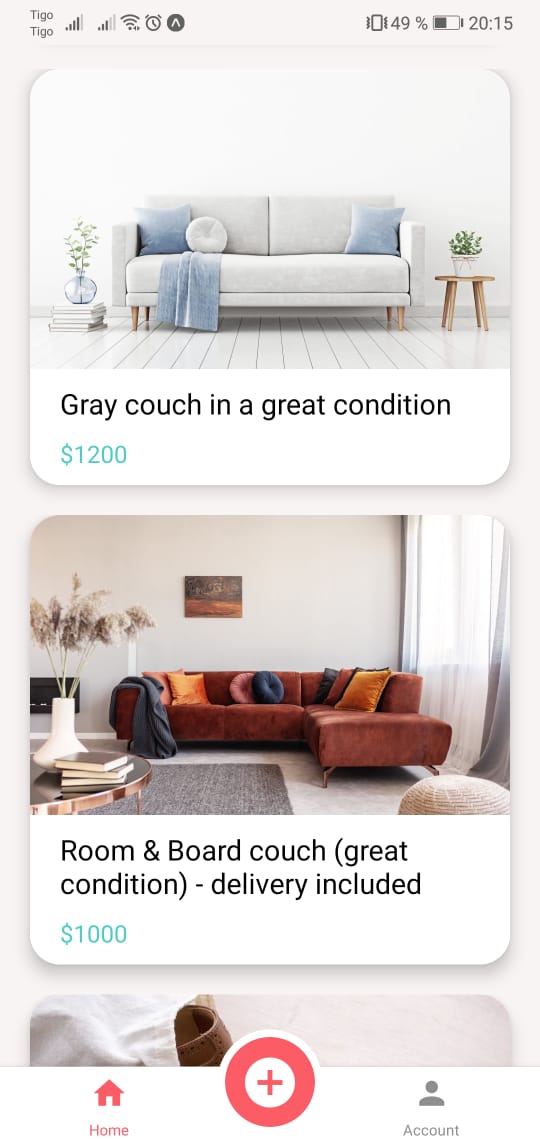 Tigo
Tigo
49 % 20:15
Gray couch in a great condition
$1200
Room & Board couch (great
condition) - delivery included
$1000
Home
Account